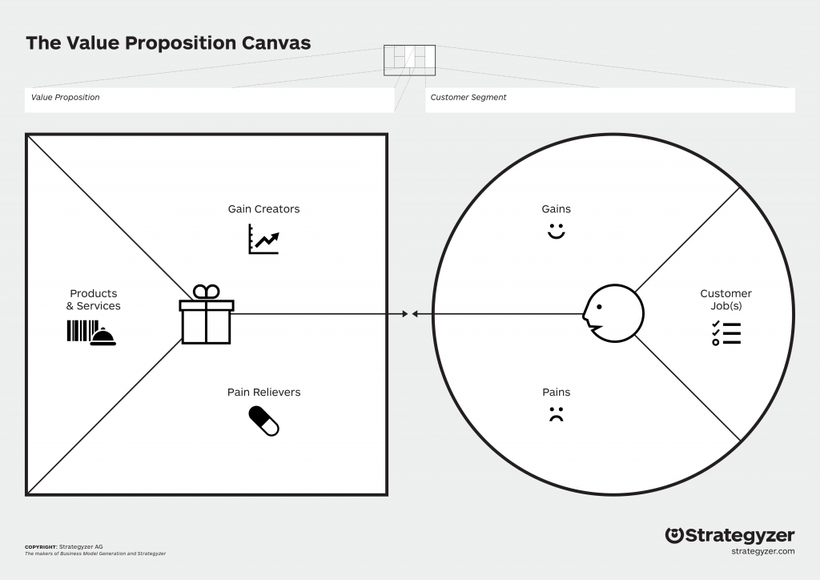 The Value Proposition Canvas
Value Proposition
Customer Segment
Gain Creators
Gains
Products
& Services
Customer
Job(s)
Pain Relievers
Pains
COPYRIGHT: Strategyzer AG
The makers of Business Model Generation and Strategyzer
Strategyzer
strategyzer.com